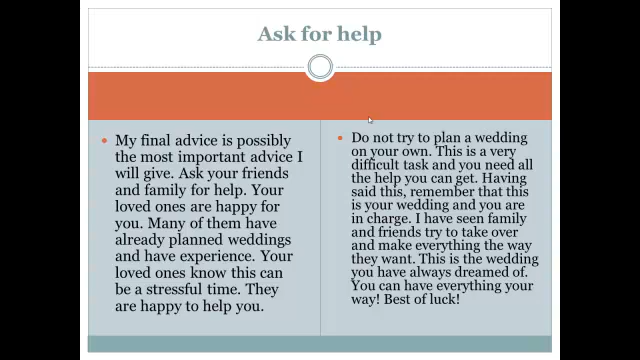 Ask for help
My final advice is possibly
the most important advice I
will give. Ask your friends
and family for help. Your
loved ones are happy for
you. Many of them have
already planned weddings
and have experience. Your
loved ones know this can
be a stressful time. They
are happy to help you.
Do not try to plan a wedding
on your own. This is a very
difficult task and you need all
the help you can get. Having
said this, remember that this
is your wedding and you are
in charge. I have seen family
and friends try to take over
and make everything the way
they want. This is the wedding
you have always dreamed of.
You can have everything your
way! Best of luck!